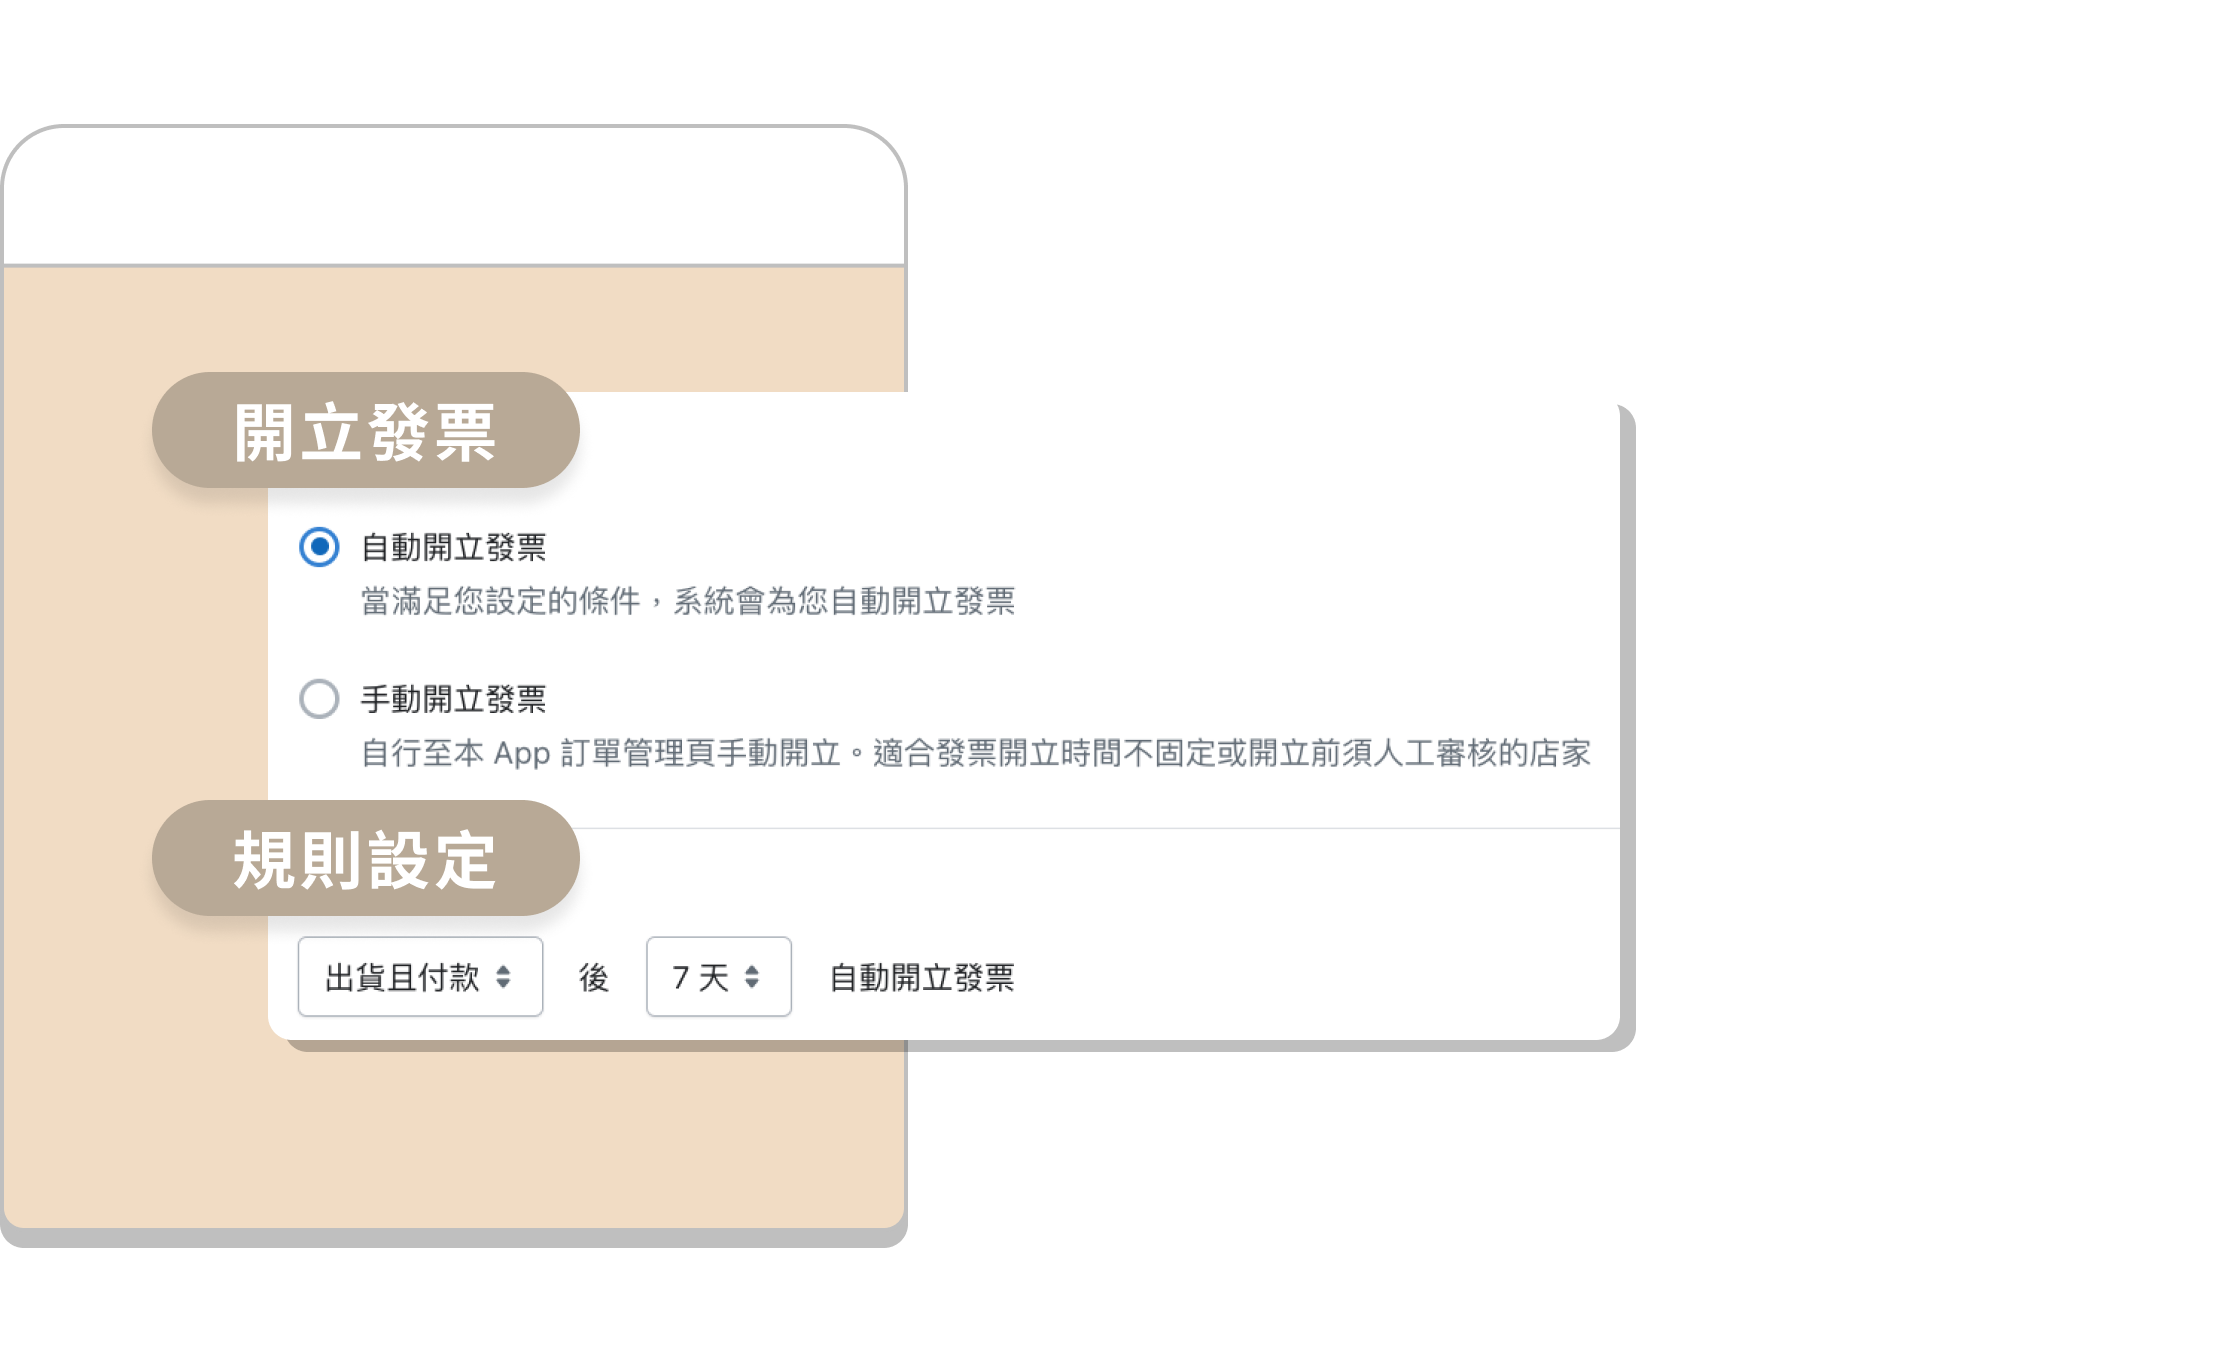 開立發票
自動開立發票
當滿足您設定的條件，系統會為您自動開立發票
手動開立發票
自行至本 App 訂單管理頁手動開立。適合發票開立時間不固定或開立前須人工審核的店家
規則設定
出貨且付款 後 7 天 自動開立發票